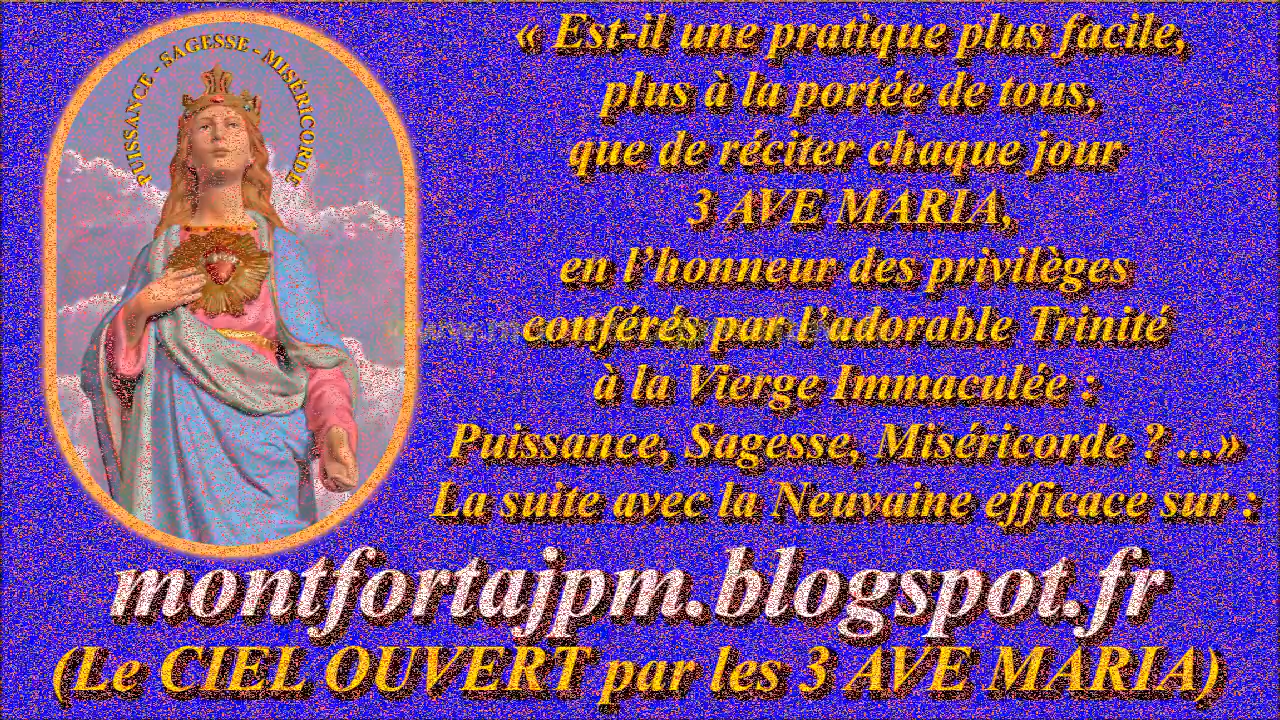 PUISSANCE - SAGESSE - MISÉRICORDE
« Est-il une pratique plus facile,
plus à la portée de tous,
que de réciter chaque jour
3 AVE MARIA,
en l’honneur des privilèges
conférés par l’adorable Trinité
à la Vierge Immaculée :
Puissance, Sagesse, Miséricorde ? ...»
La suite avec la Neuvaine efficace sur :
montfortajpm.blogspot.fr
(Le CIEL OUVERT par les 3 AVE MARIA)